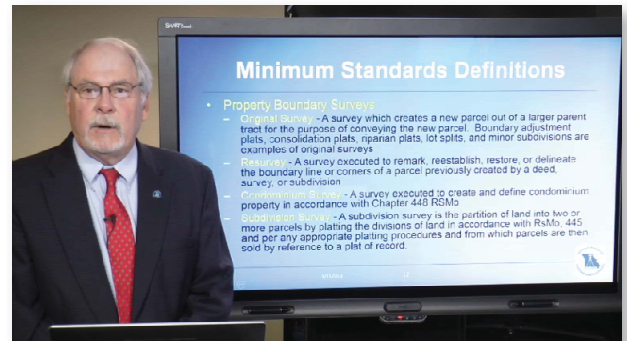 SMART
Minimum Standards Definitions
• Property Boundary Surveys
– Original Survey - A survey which creates a new parcel out of a larger parent
tract for the purpose of conveying the new parcel. Boundary adjustment
plats, consolidation plats, riparian plats, lot splits, and minor subdivisions are
examples of original surveys
– Resurvey - A survey executed to remark, reestablish, restore, or delineate
the boundary line or corners of a parcel previously created by a deed,
survey, or subdivision
– Condominium Survey - A survey executed to create and define condominium
property in accordance with Chapter 448 RSMo
– Subdivision Survey - A subdivision survey is the partition of land into two or
more parcels by platting the divisions of land in accordance with RsMo, 445
and per any appropriate platting procedures and from which parcels are then
sold by reference to a plat of record.